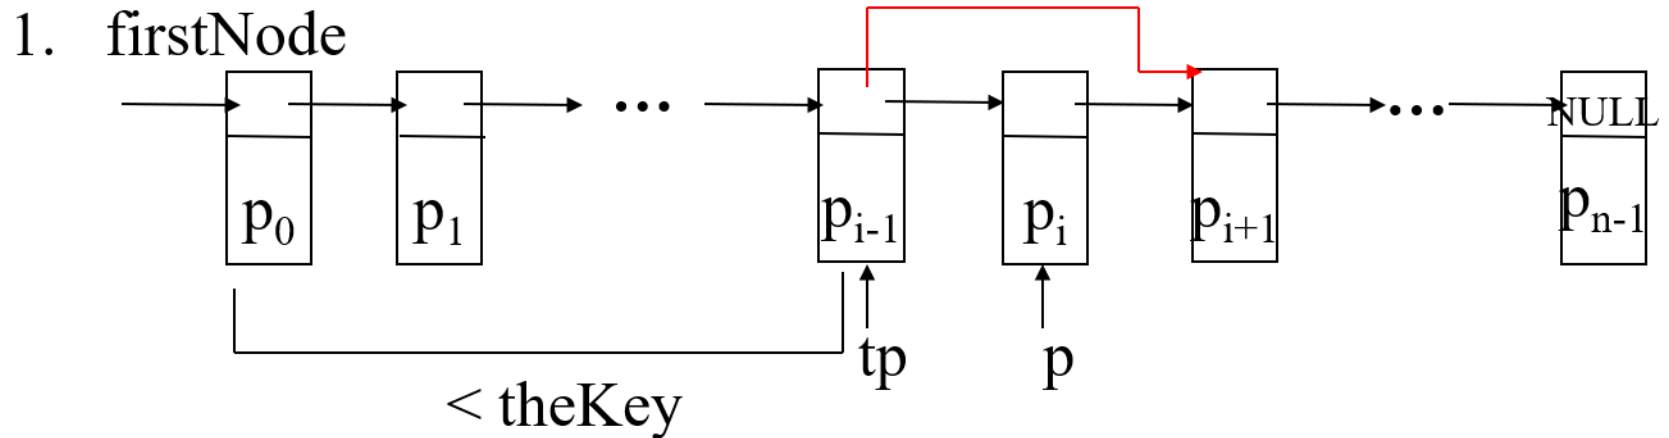 1. firstNode
... ... NULL
p₀ p₁ pᵢ₋₁ pᵢ pᵢ₊₁ pₙ₋₁
tp p
< theKey